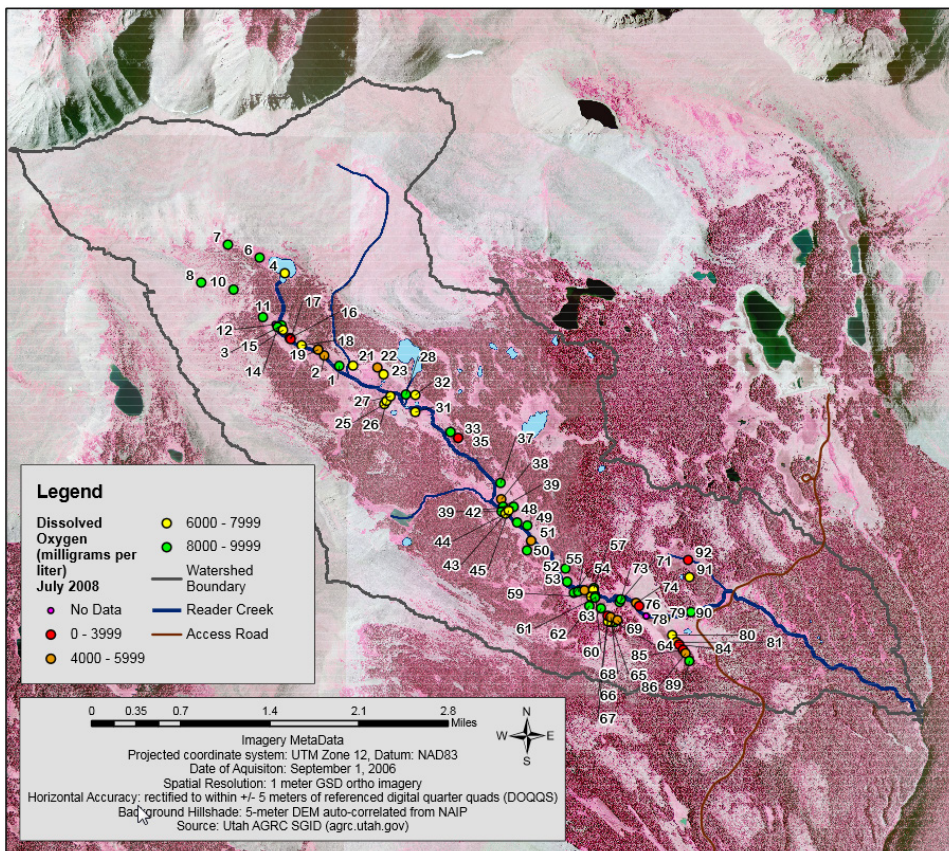 7
6
4
8
10
17
11
16
12
18
3
15
19
21
22
28
14
2
1
23
32
27
31
25
26
33
35
37
38
39
39
42
48
49
44
51
43
50
45
55
57
71
92
52
54
91
53
73
74
59
76
79
90
63
78
61
62
69
80
81
64
84
60
85
68
65
86
89
66
67
Legend
Dissolved
Oxygen
(milligrams per
liter)
July 2008
No Data
0 - 3999
4000 - 5999
6000 - 7999
8000 - 9999
Watershed
Boundary
Reader Creek
Access Road
0 0.35 0.7 1.4 2.1 2.8
Miles
N
W E
S
Imagery MetaData
Projected coordinate system: UTM Zone 12, Datum: NAD83
Date of Aquisiton: September 1, 2006
Spatial Resolution: 1 meter GSD ortho imagery
Horizontal Accuracy: rectified to within +/- 5 meters of referenced digital quarter quads (DOQQS)
Background Hillshade: 5-meter DEM auto-correlated from NAIP
Source: Utah AGRC SGID (agrc.utah.gov)